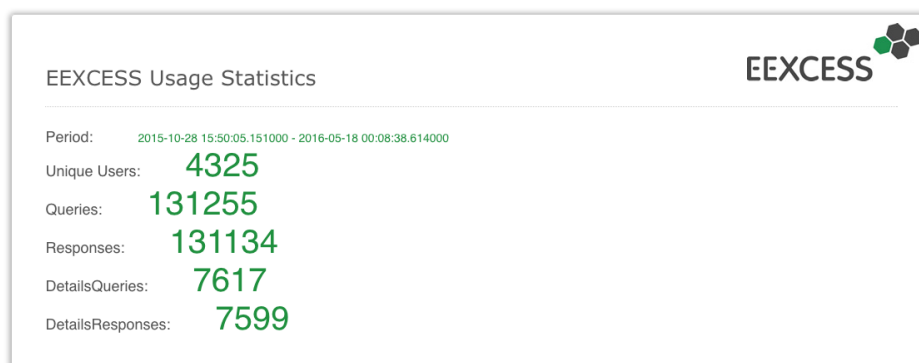 EEXCESS
EEXCESS Usage Statistics
Period: 2015-10-28 15:50:05.151000 - 2016-05-18 00:08:38.614000
Unique Users: 4325
Queries: 131255
Responses: 131134
DetailsQueries: 7617
DetailsResponses: 7599